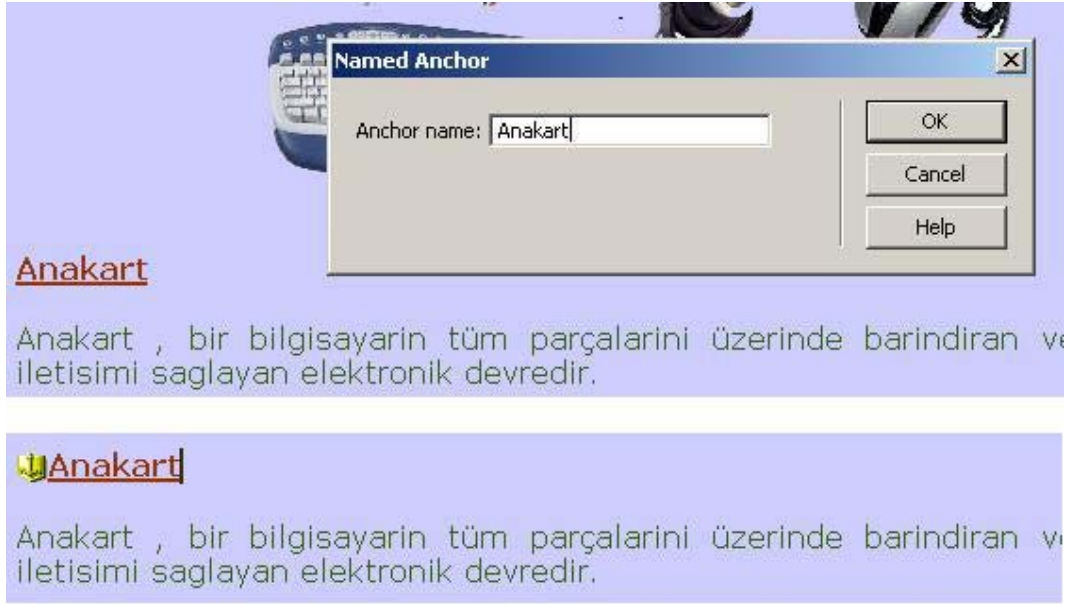 Named Anchor
Anchor name: Anakart
OK
Cancel
Help
Anakart
Anakart , bir bilgisayarin tüm parçalarini üzerinde barindiran
iletisimi saglayan elektronik devredir.
Anakart
Anakart , bir bilgisayarin tüm parçalarini üzerinde barindiran
iletisimi saglayan elektronik devredir.